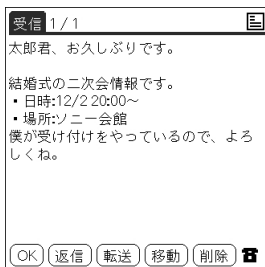 受信 1 / 1
太郎君、お久しぶりです。
結婚式の二次会情報です。
▪日時:12/2 20:00〜
▪場所:ソニー会館
僕が受け付けをやっているので、よろ
しくね。
OK 返信 転送 移動 削除